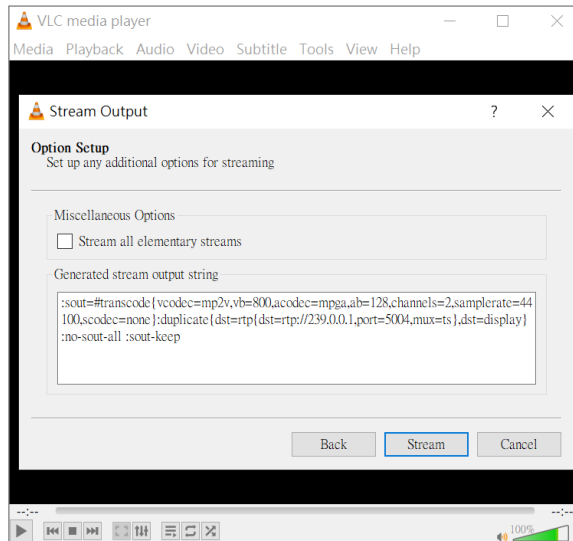 VLC media player
Media Playback Audio Video Subtitle Tools View Help
Stream Output
?
Option Setup
Set up any additional options for streaming
Miscellaneous Options
Stream all elementary streams
Generated stream output string
:sout=#transcode{vcodec=mp2v,vb=800,acodec=mpga,ab=128,channels=2,samplerate=44
100,scodec=none}:duplicate{dst=rtp{dst=rtp://239.0.0.1,port=5004,mux=ts},dst=display}
:no-sout-all :sout-keep
Back Stream Cancel
--:-- --:--
100%